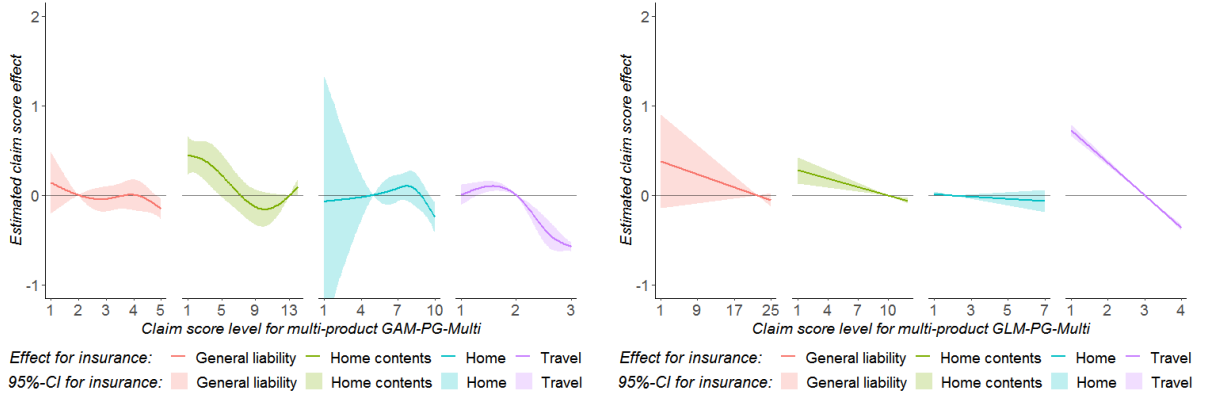 Estimated claim score effect
2
1
0
-1
1 2 3 4 5 1 5 9 13 1 4 7 10 1 2 3
Claim score level for multi-product GAM-PG-Multi
Effect for insurance: General liability Home contents Home Travel
95%-CI for insurance: General liability Home contents Home Travel
Estimated claim score effect
2
1
0
-1
1 9 17 25 1 4 7 10 1 3 5 7 1 2 3 4
Claim score level for multi-product GLM-PG-Multi
Effect for insurance: General liability Home contents Home Travel
95%-CI for insurance: General liability Home contents Home Travel